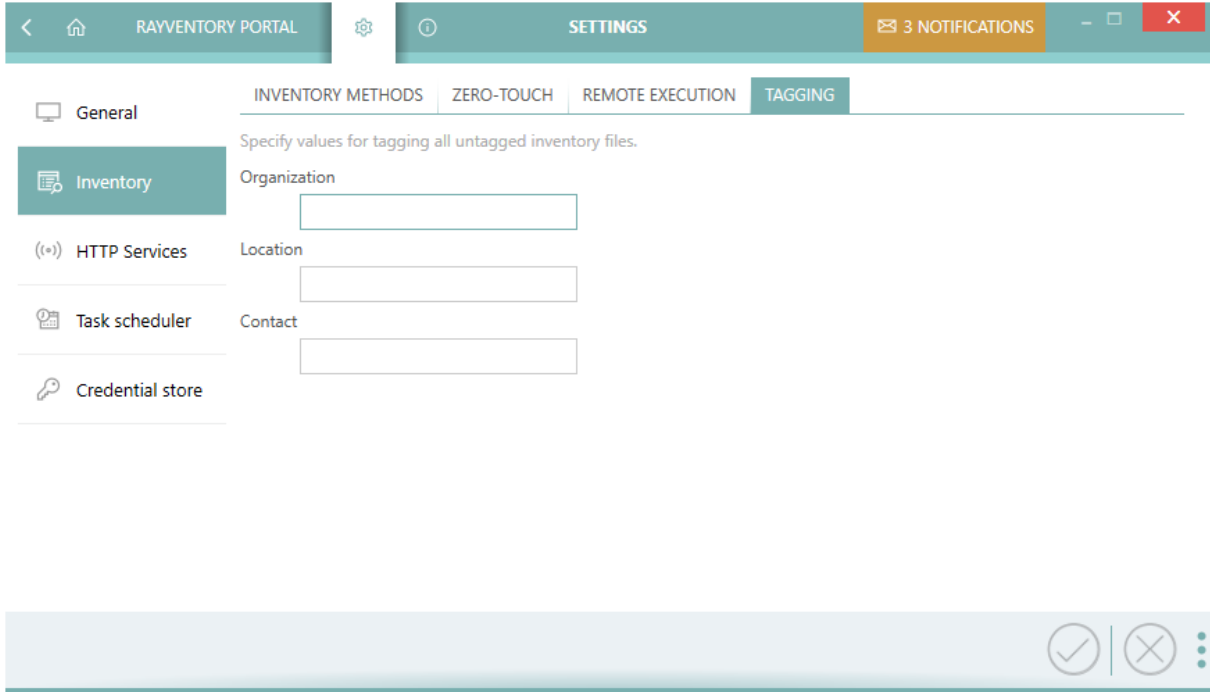 RAYVENTORY PORTAL SETTINGS 3 NOTIFICATIONS
INVENTORY METHODS ZERO-TOUCH REMOTE EXECUTION TAGGING
General
Specify values for tagging all untagged inventory files.
Organization
Inventory
HTTP Services
Location
Task scheduler
Contact
Credential store